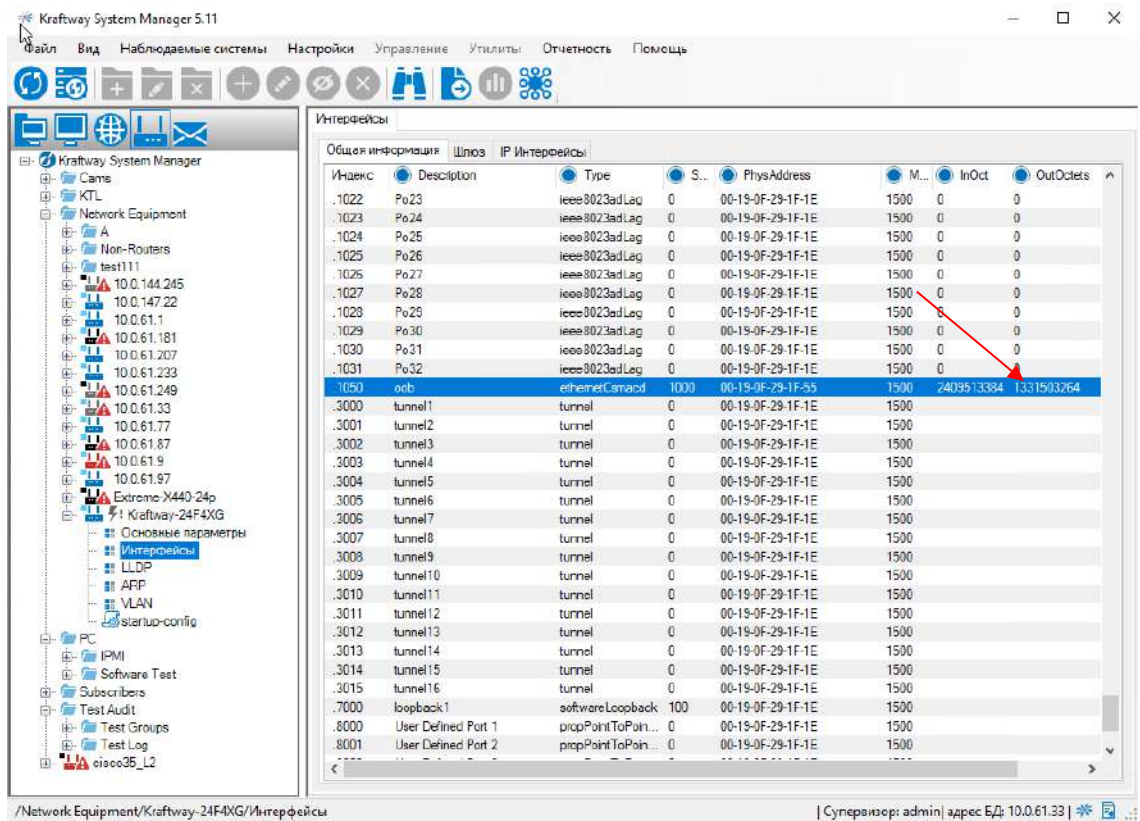 Kraftway System Manager 5.11
Файл Вид Наблюдаемые системы Настройки Управление Утилиты Отчетность Помощь
Интерфейсы
Общая информация Шлюз IP Интерфейсы
Kraftway System Manager
Cams
KTL
Network Equipment
A
Non-Routers
test111
10.0.144.245
10.0.147.22
10.0.61.1
10.0.61.181
10.0.61.207
10.0.61.233
10.0.61.249
10.0.61.33
10.0.61.77
10.0.61.87
10.0.61.9
10.0.61.97
Extreme-X440-24p
Kraftway-24F4XG
Основные параметры
Интерфейсы
LLDP
ARP
VLAN
startup-config
PC
IPMI
Software Test
Subscribers
Test Audit
Test Groups
Test Log
cisco35_L2
Индекс Description Type S... PhysAddress M... InOct OutOctets
.1022 Po23 ieee8023adLag 0 00-19-0F-29-1F-1E 1500 0 0
.1023 Po24 ieee8023adLag 0 00-19-0F-29-1F-1E 1500 0 0
.1024 Po25 ieee8023adLag 0 00-19-0F-29-1F-1E 1500 0 0
.1025 Po26 ieee8023adLag 0 00-19-0F-29-1F-1E 1500 0 0
.1026 Po27 ieee8023adLag 0 00-19-0F-29-1F-1E 1500 0 0
.1027 Po28 ieee8023adLag 0 00-19-0F-29-1F-1E 1500 0 0
.1028 Po29 ieee8023adLag 0 00-19-0F-29-1F-1E 1500 0 0
.1029 Po30 ieee8023adLag 0 00-19-0F-29-1F-1E 1500 0 0
.1030 Po31 ieee8023adLag 0 00-19-0F-29-1F-1E 1500 0 0
.1031 Po32 ieee8023adLag 0 00-19-0F-29-1F-1E 1500 0 0
.1050 oob ethernetCsmacd 1000 00-19-0F-29-1F-55 1500 2409513384 1331503264
.3000 tunnel1 tunnel 0 00-19-0F-29-1F-1E 1500
.3001 tunnel2 tunnel 0 00-19-0F-29-1F-1E 1500
.3002 tunnel3 tunnel 0 00-19-0F-29-1F-1E 1500
.3003 tunnel4 tunnel 0 00-19-0F-29-1F-1E 1500
.3004 tunnel5 tunnel 0 00-19-0F-29-1F-1E 1500
.3005 tunnel6 tunnel 0 00-19-0F-29-1F-1E 1500
.3006 tunnel7 tunnel 0 00-19-0F-29-1F-1E 1500
.3007 tunnel8 tunnel 0 00-19-0F-29-1F-1E 1500
.3008 tunnel9 tunnel 0 00-19-0F-29-1F-1E 1500
.3009 tunnel10 tunnel 0 00-19-0F-29-1F-1E 1500
.3010 tunnel11 tunnel 0 00-19-0F-29-1F-1E 1500
.3011 tunnel12 tunnel 0 00-19-0F-29-1F-1E 1500
.3012 tunnel13 tunnel 0 00-19-0F-29-1F-1E 1500
.3013 tunnel14 tunnel 0 00-19-0F-29-1F-1E 1500
.3014 tunnel15 tunnel 0 00-19-0F-29-1F-1E 1500
.3015 tunnel16 tunnel 0 00-19-0F-29-1F-1E 1500
.7000 loopback1 softwareLoopback 100 00-19-0F-29-1F-1E 1500
.8000 User Defined Port 1 propPointToPoin... 0 00-19-0F-29-1F-1E 1500
.8001 User Defined Port 2 propPointToPoin... 0 00-19-0F-29-1F-1E 1500
/Network Equipment/Kraftway-24F4XG/Интерфейсы | Супервизор: admin| адрес БД: 10.0.61.33 |